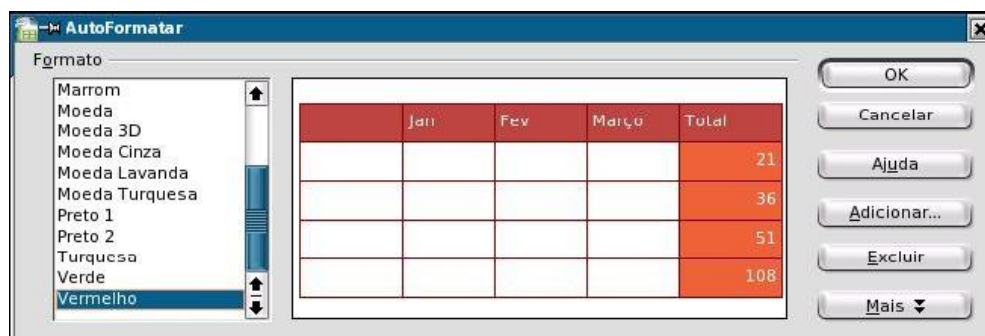 AutoFormatar
Formato
Marrom
Moeda
Moeda 3D
Moeda Cinza
Moeda Lavanda
Moeda Turquesa
Preto 1
Preto 2
Turquesa
Verde
Vermelho
Jan Fev Março Total
21
36
51
108
OK
Cancelar
Ajuda
Adicionar...
Excluir
Mais